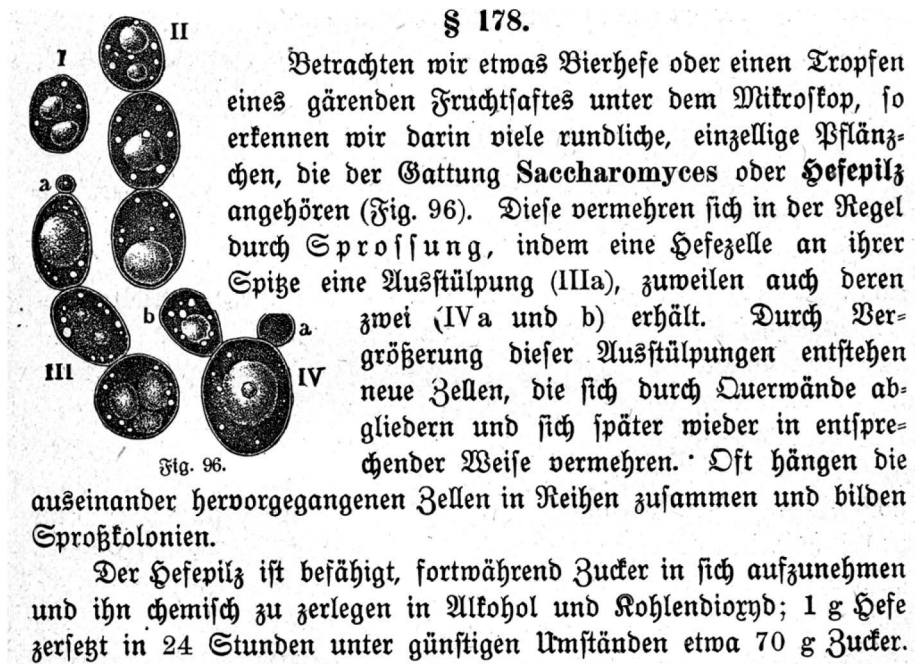 § 178.
I
II
Betrachten wir etwas Bierhefe oder einen Tropfen
eines gärenden Fruchtsaftes unter dem Mikroskop, so
erkennen wir darin viele rundliche, einzellige Pflänz-
chen, die der Gattung Saccharomyces oder Hefepilz
a
angehören (Fig. 96). Diese vermehren sich in der Regel
durch Sprossung, indem eine Hefezelle an ihrer
Spitze eine Ausstülpung (IIIa), zuweilen auch deren
b
a
zwei (IVa und b) erhält. Durch Ver-
größerung dieser Ausstülpungen entstehen
III
IV
neue Zellen, die sich durch Querwände ab-
gliedern und sich später wieder in entspre-
Fig. 96.
chender Weise vermehren. Oft hängen die
auseinander hervorgegangenen Zellen in Reihen zusammen und bilden
Sproßkolonien.
Der Hefepilz ist befähigt, fortwährend Zucker in sich aufzunehmen
und ihn chemisch zu zerlegen in Alkohol und Kohlendioxyd; 1 g Hefe
zersetzt in 24 Stunden unter günstigen Umständen etwa 70 g Zucker.